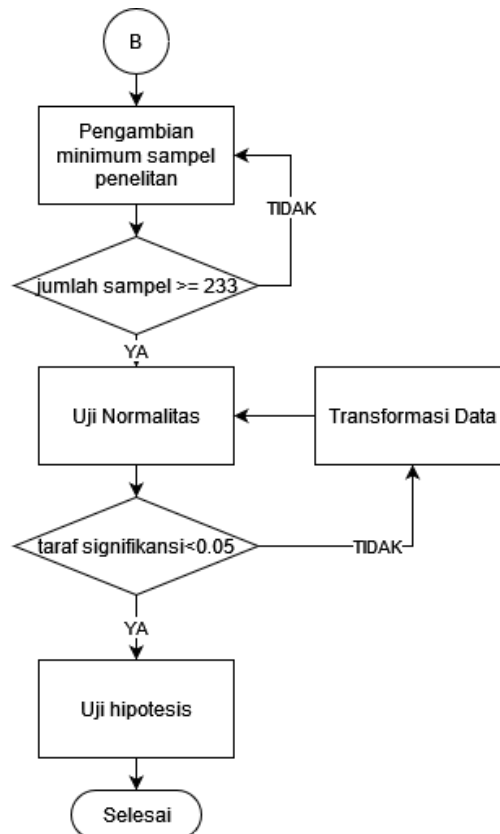 B
Pengambian
minimum sampel
penelitan
TIDAK
jumlah sampel >= 233
YA
Uji Normalitas
Transformasi Data
taraf signifikansi<0.05
TIDAK
YA
Uji hipotesis
Selesai